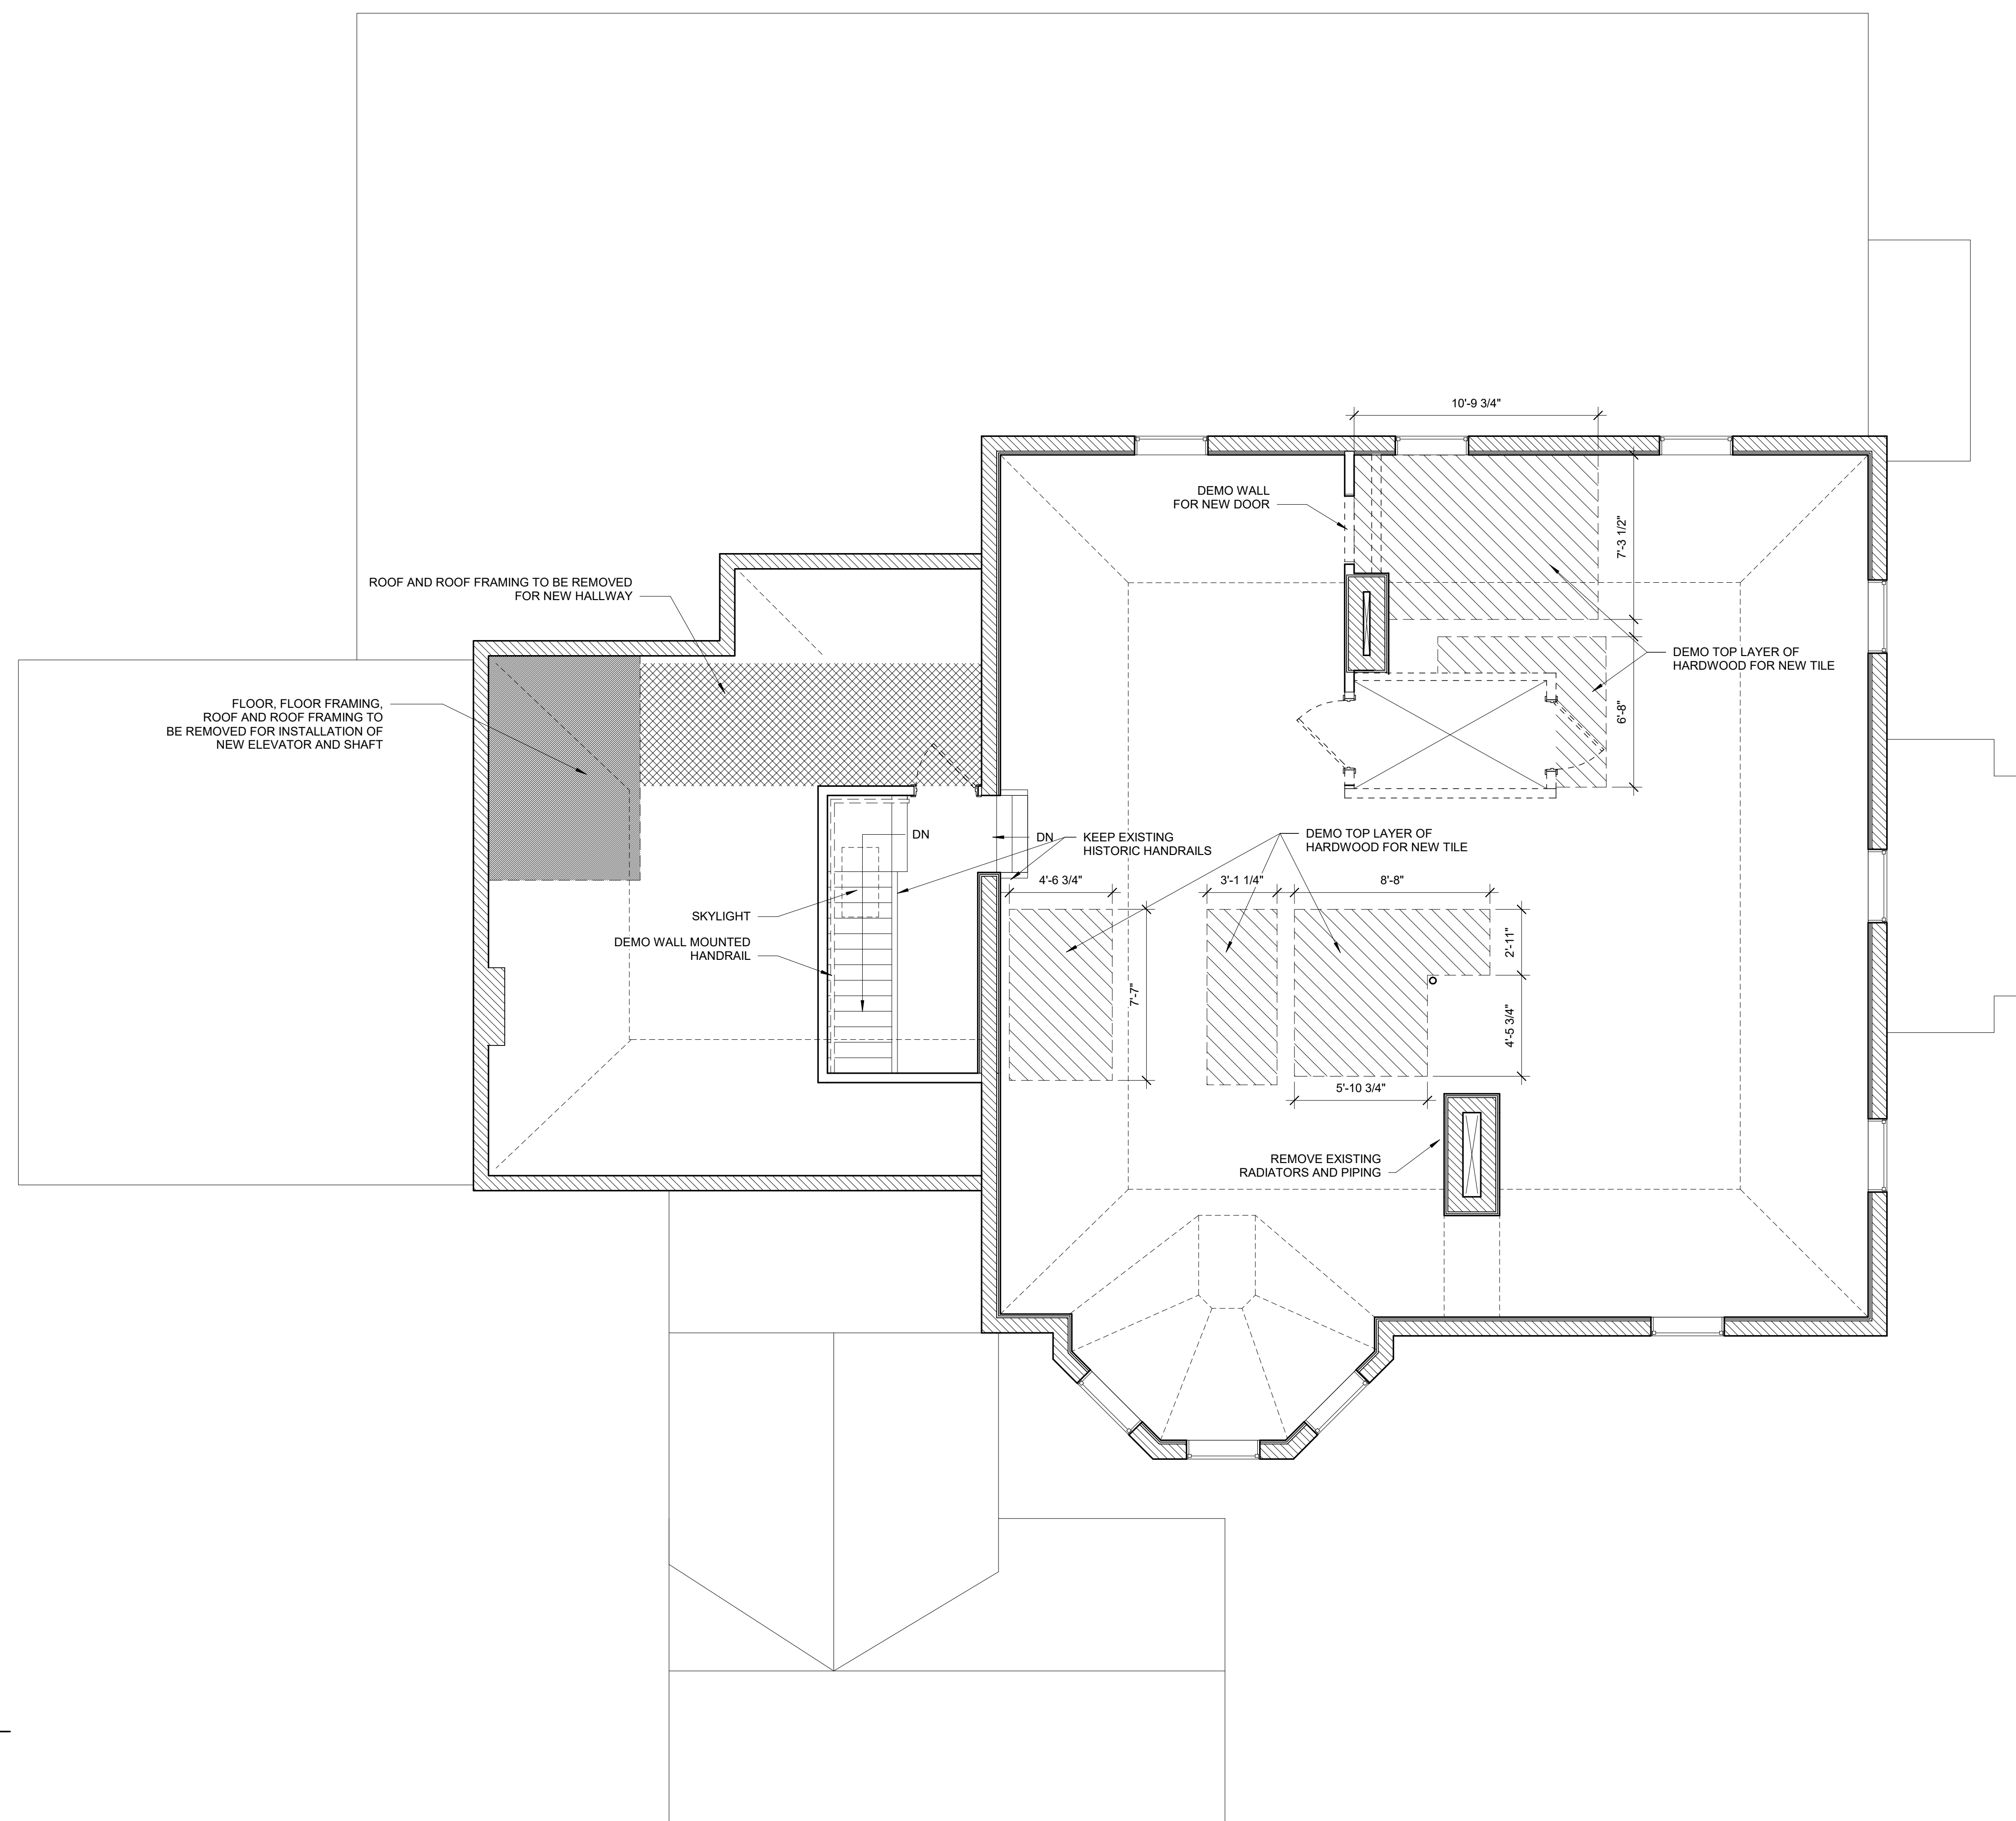 10'-9 3/4"
DEMO WALL
FOR NEW DOOR
7'-3 1/2"
ROOF AND ROOF FRAMING TO BE REMOVED
FOR NEW HALLWAY
DEMO TOP LAYER OF
HARDWOOD FOR NEW TILE
FLOOR, FLOOR FRAMING,
ROOF AND ROOF FRAMING TO
BE REMOVED FOR INSTALLATION OF
NEW ELEVATOR AND SHAFT
6'-8"
DN
DN
KEEP EXISTING
HISTORIC HANDRAILS
DEMO TOP LAYER OF
HARDWOOD FOR NEW TILE
4'-6 3/4"
3'-1 1/4"
8'-8"
SKYLIGHT
DEMO WALL MOUNTED
HANDRAIL
2'-11"
7'-7"
4'-5 3/4"
5'-10 3/4"
REMOVE EXISTING
RADIATORS AND PIPING